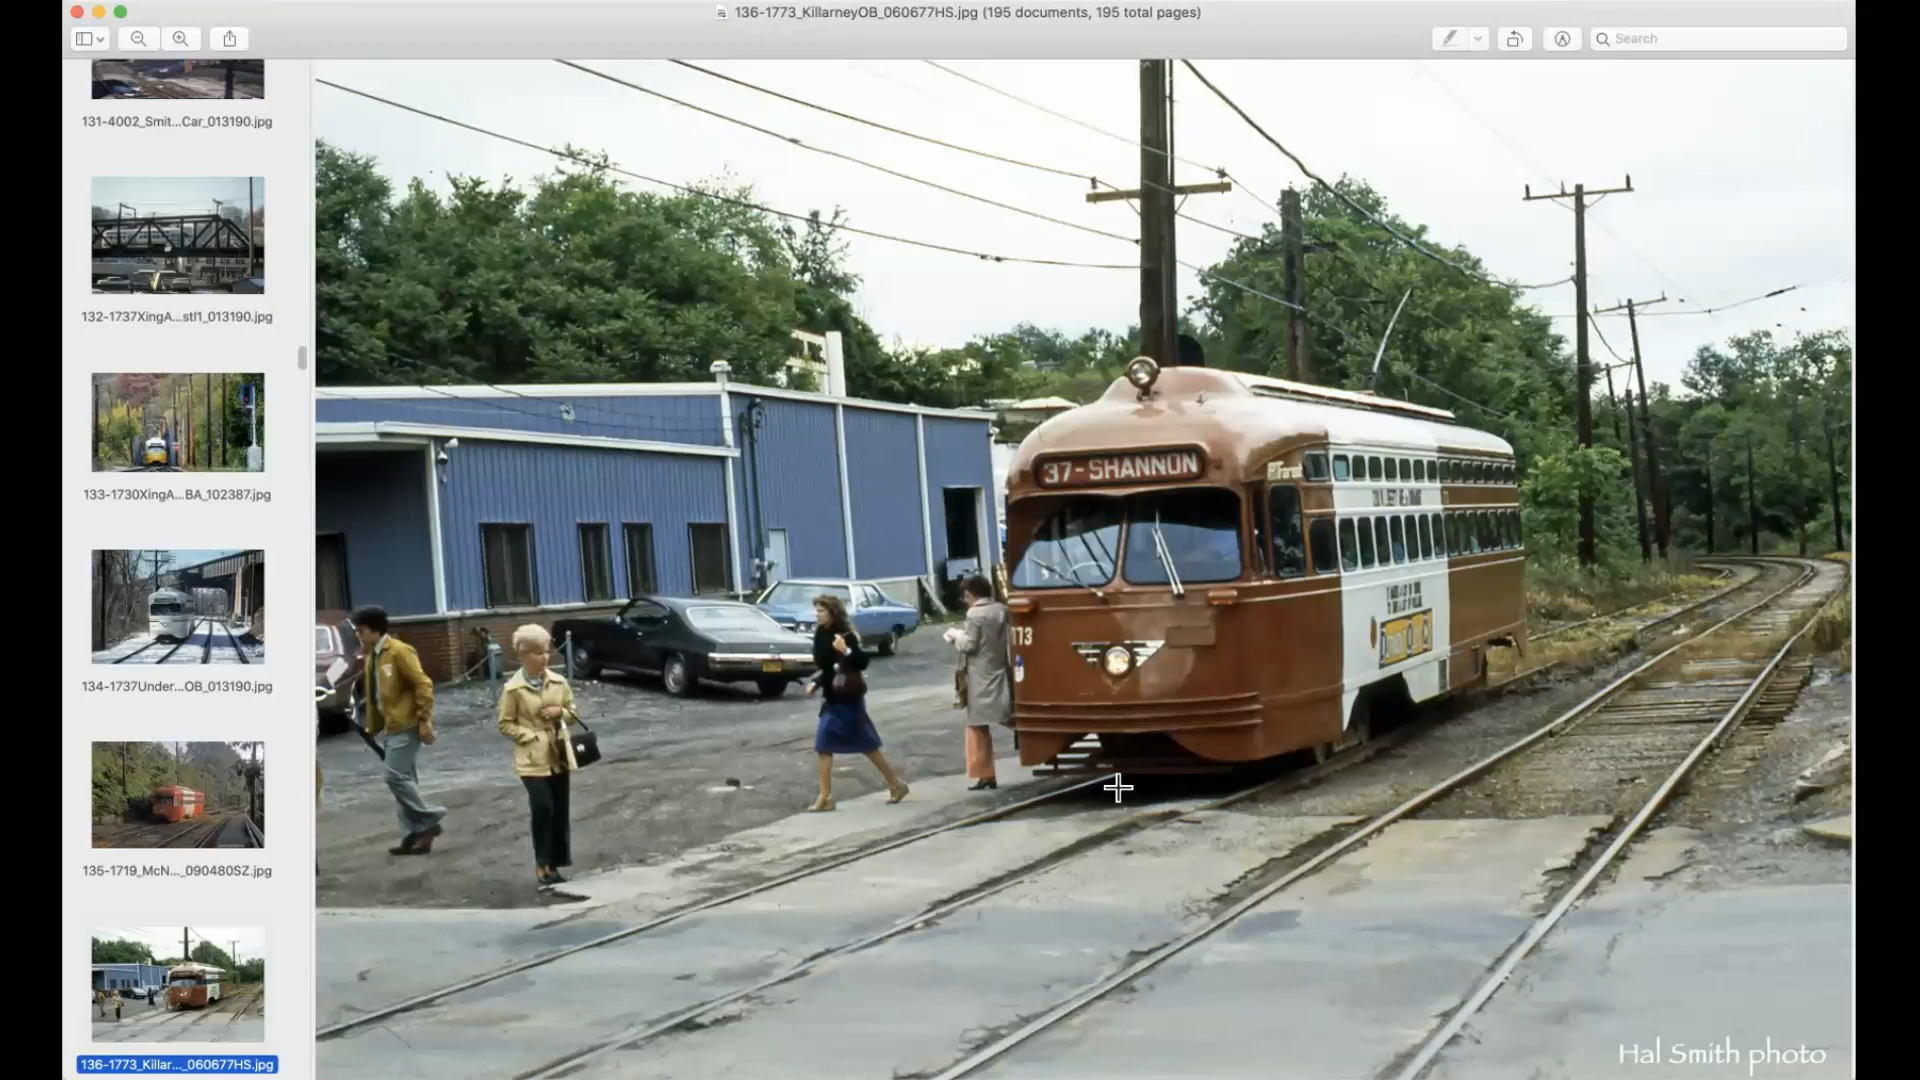 136-1773_KillarneyOB_060677HS.jpg (195 documents, 195 total pages)
Search
131-4002_Smit...Car_013190.jpg
132-1737XingA...stl1_013190.jpg
133-1730XingA...BA_102387.jpg
134-1737Under...OB_013190.jpg
135-1719_McN..._090480SZ.jpg
136-1773_Killar..._060677HS.jpg
37-SHANNON
773
Hal Smith photo